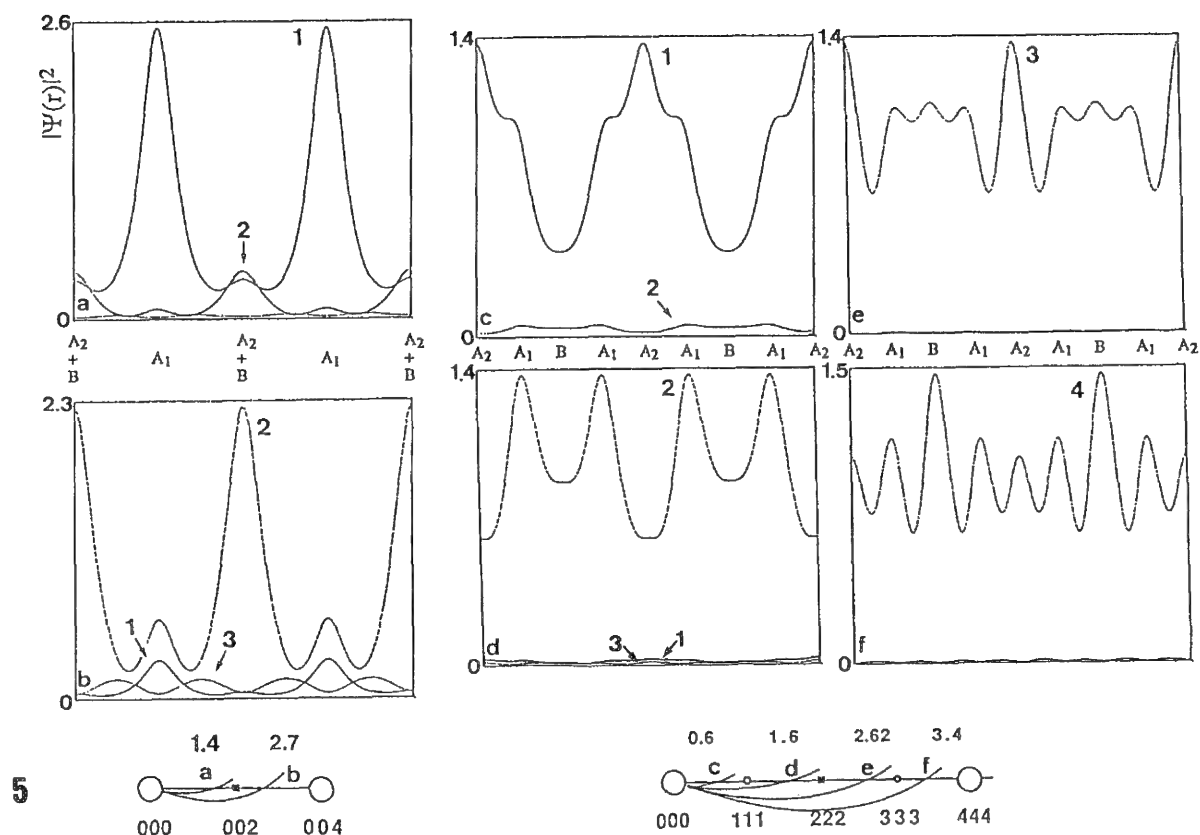 2.6
|Ψ(r)|²
1
2
a
0
A₂ + B
A₁
A₂ + B
A₁
A₂ + B
2.3
2
1
3
b
0
1.4
1
2
c
0
A₂ A₁ B A₁ A₂ A₁ B A₁ A₂
1.4
2
3 1
d
0
1.4
3
e
0
A₂ A₁ B A₁ A₂ A₁ B A₁ A₂
1.5
4
f
0
5
1.4 2.7
a b
000 002 004
0.6 1.6 2.62 3.4
c d e f
000 111 222 333 444